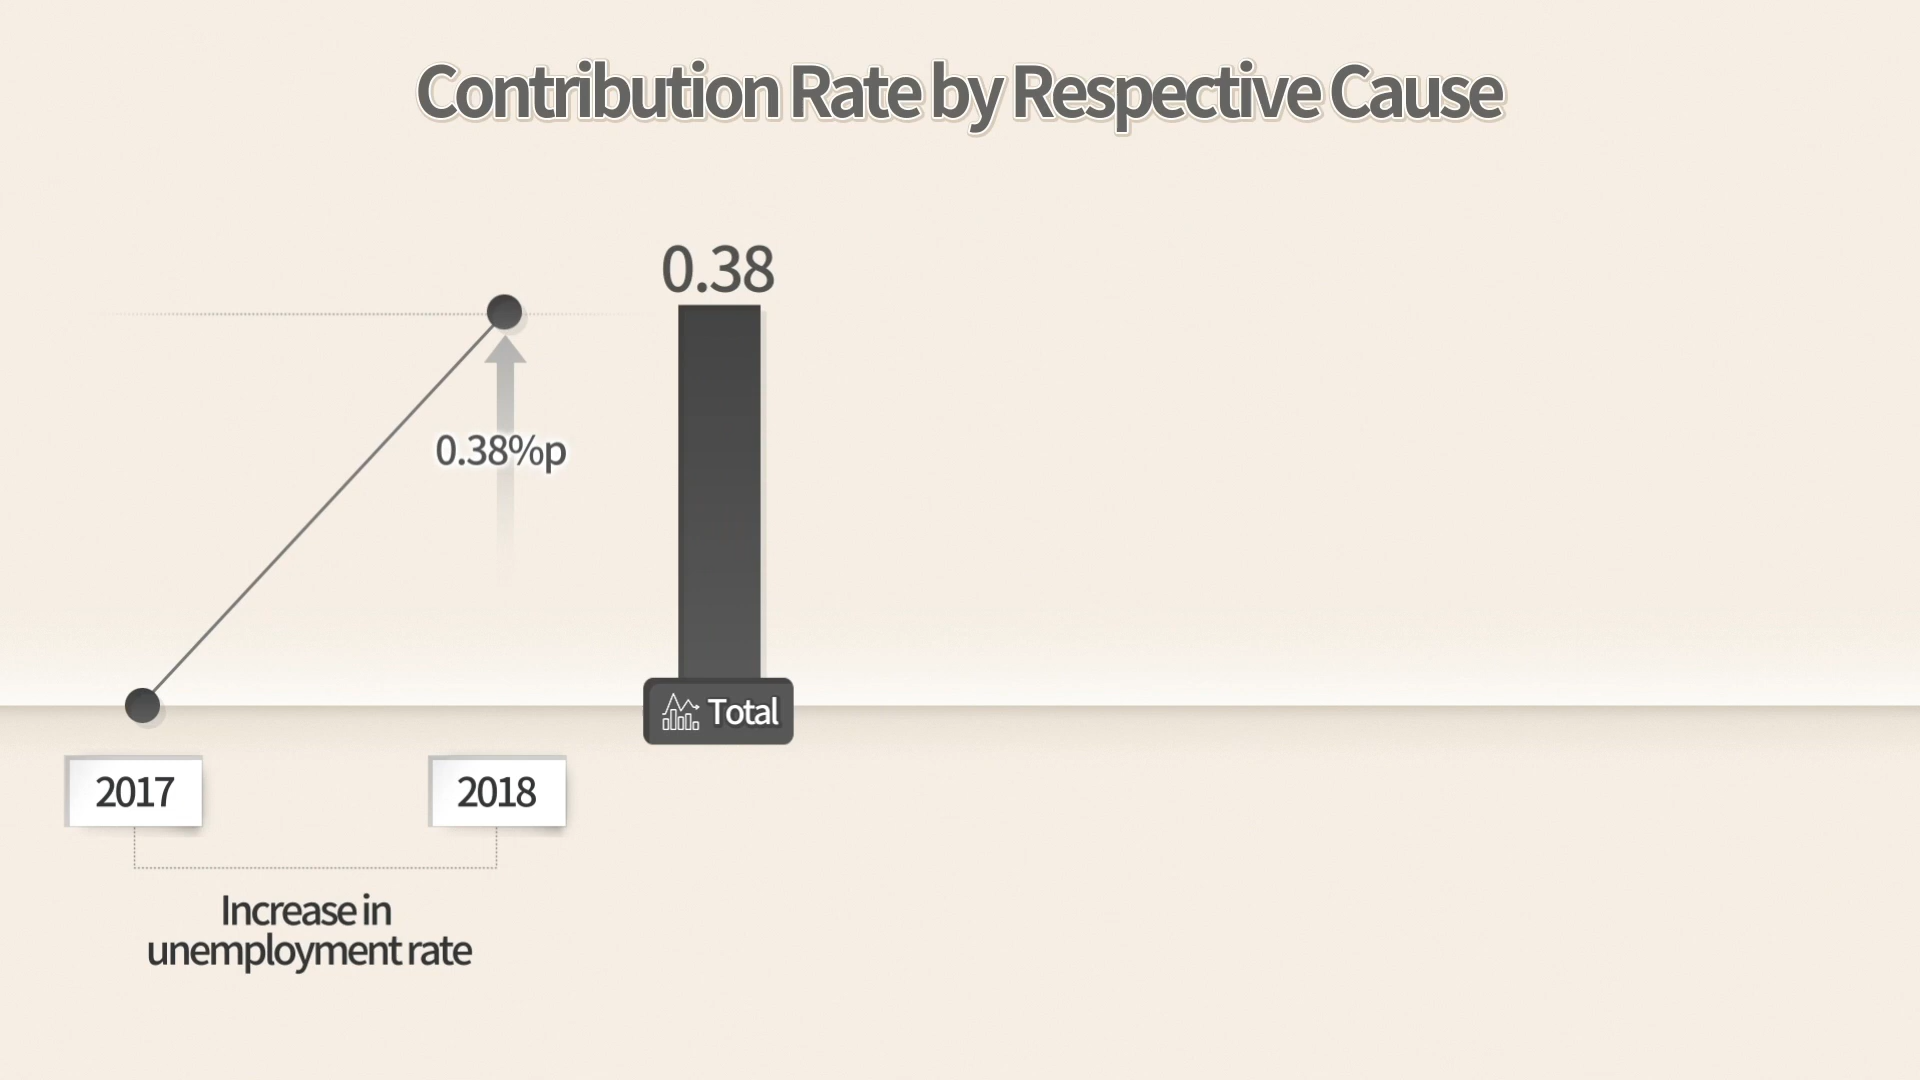 Contribution Rate by Respective Cause
0.38
0.38%p
Total
2017
2018
Increase in
unemployment rate